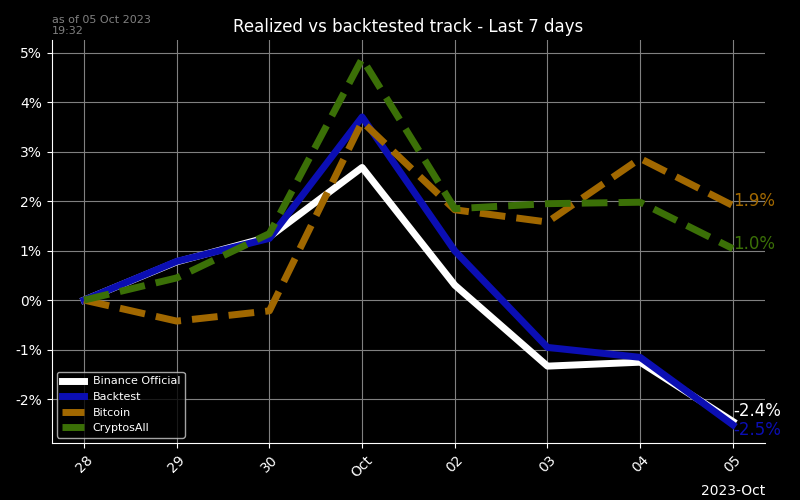 as of 05 Oct 2023
19:32
Realized vs backtested track - Last 7 days
5%
4%
3%
2%
1%
0%
-1%
-2%
1.9%
1.0%
-2.4%
-2.5%
Binance Official
Backtest
Bitcoin
CryptosAll
28
29
30
Oct
02
03
04
05
2023-Oct